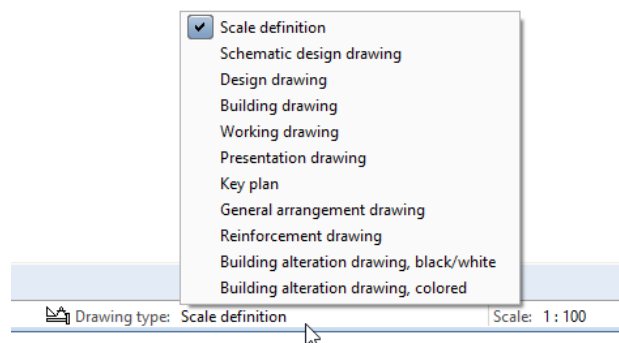 Scale definition
Schematic design drawing
Design drawing
Building drawing
Working drawing
Presentation drawing
Key plan
General arrangement drawing
Reinforcement drawing
Building alteration drawing, black/white
Building alteration drawing, colored
Drawing type: Scale definition Scale: 1 : 100